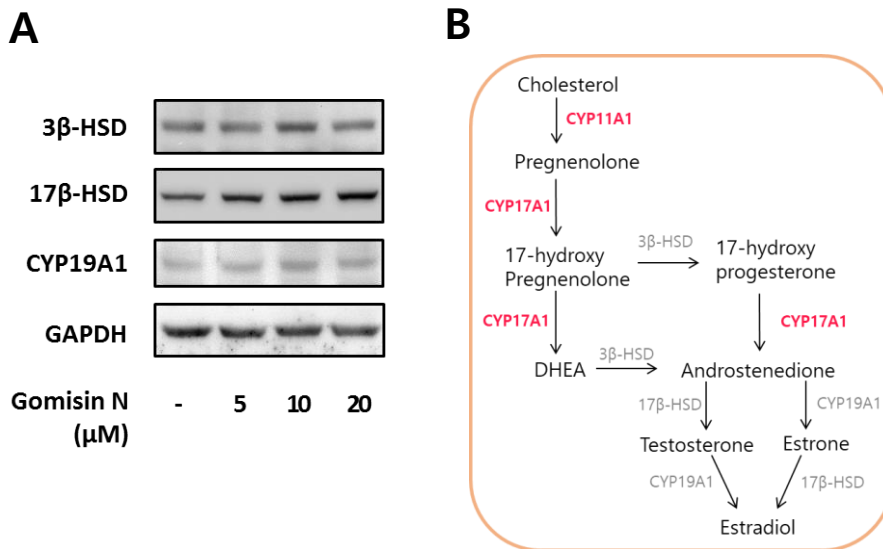 A
3β-HSD
17β-HSD
CYP19A1
GAPDH
Gomisin N - 5 10 20
(μM)
B
Cholesterol
CYP11A1
Pregnenolone
CYP17A1
17-hydroxy
Pregnenolone
3β-HSD
17-hydroxy
progesterone
CYP17A1
CYP17A1
DHEA
3β-HSD
Androstenedione
17β-HSD
CYP19A1
Testosterone
Estrone
CYP19A1
17β-HSD
Estradiol